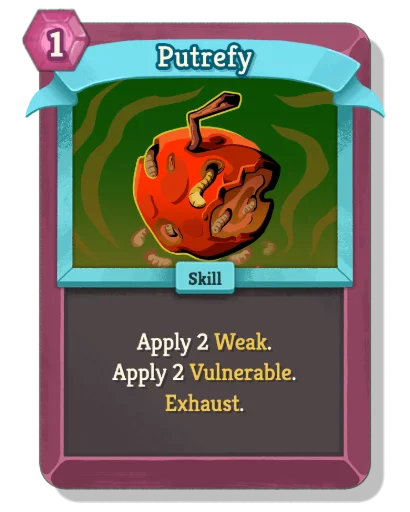 1
Putrefy
Skill
Apply 2 Weak.
Apply 2 Vulnerable.
Exhaust.